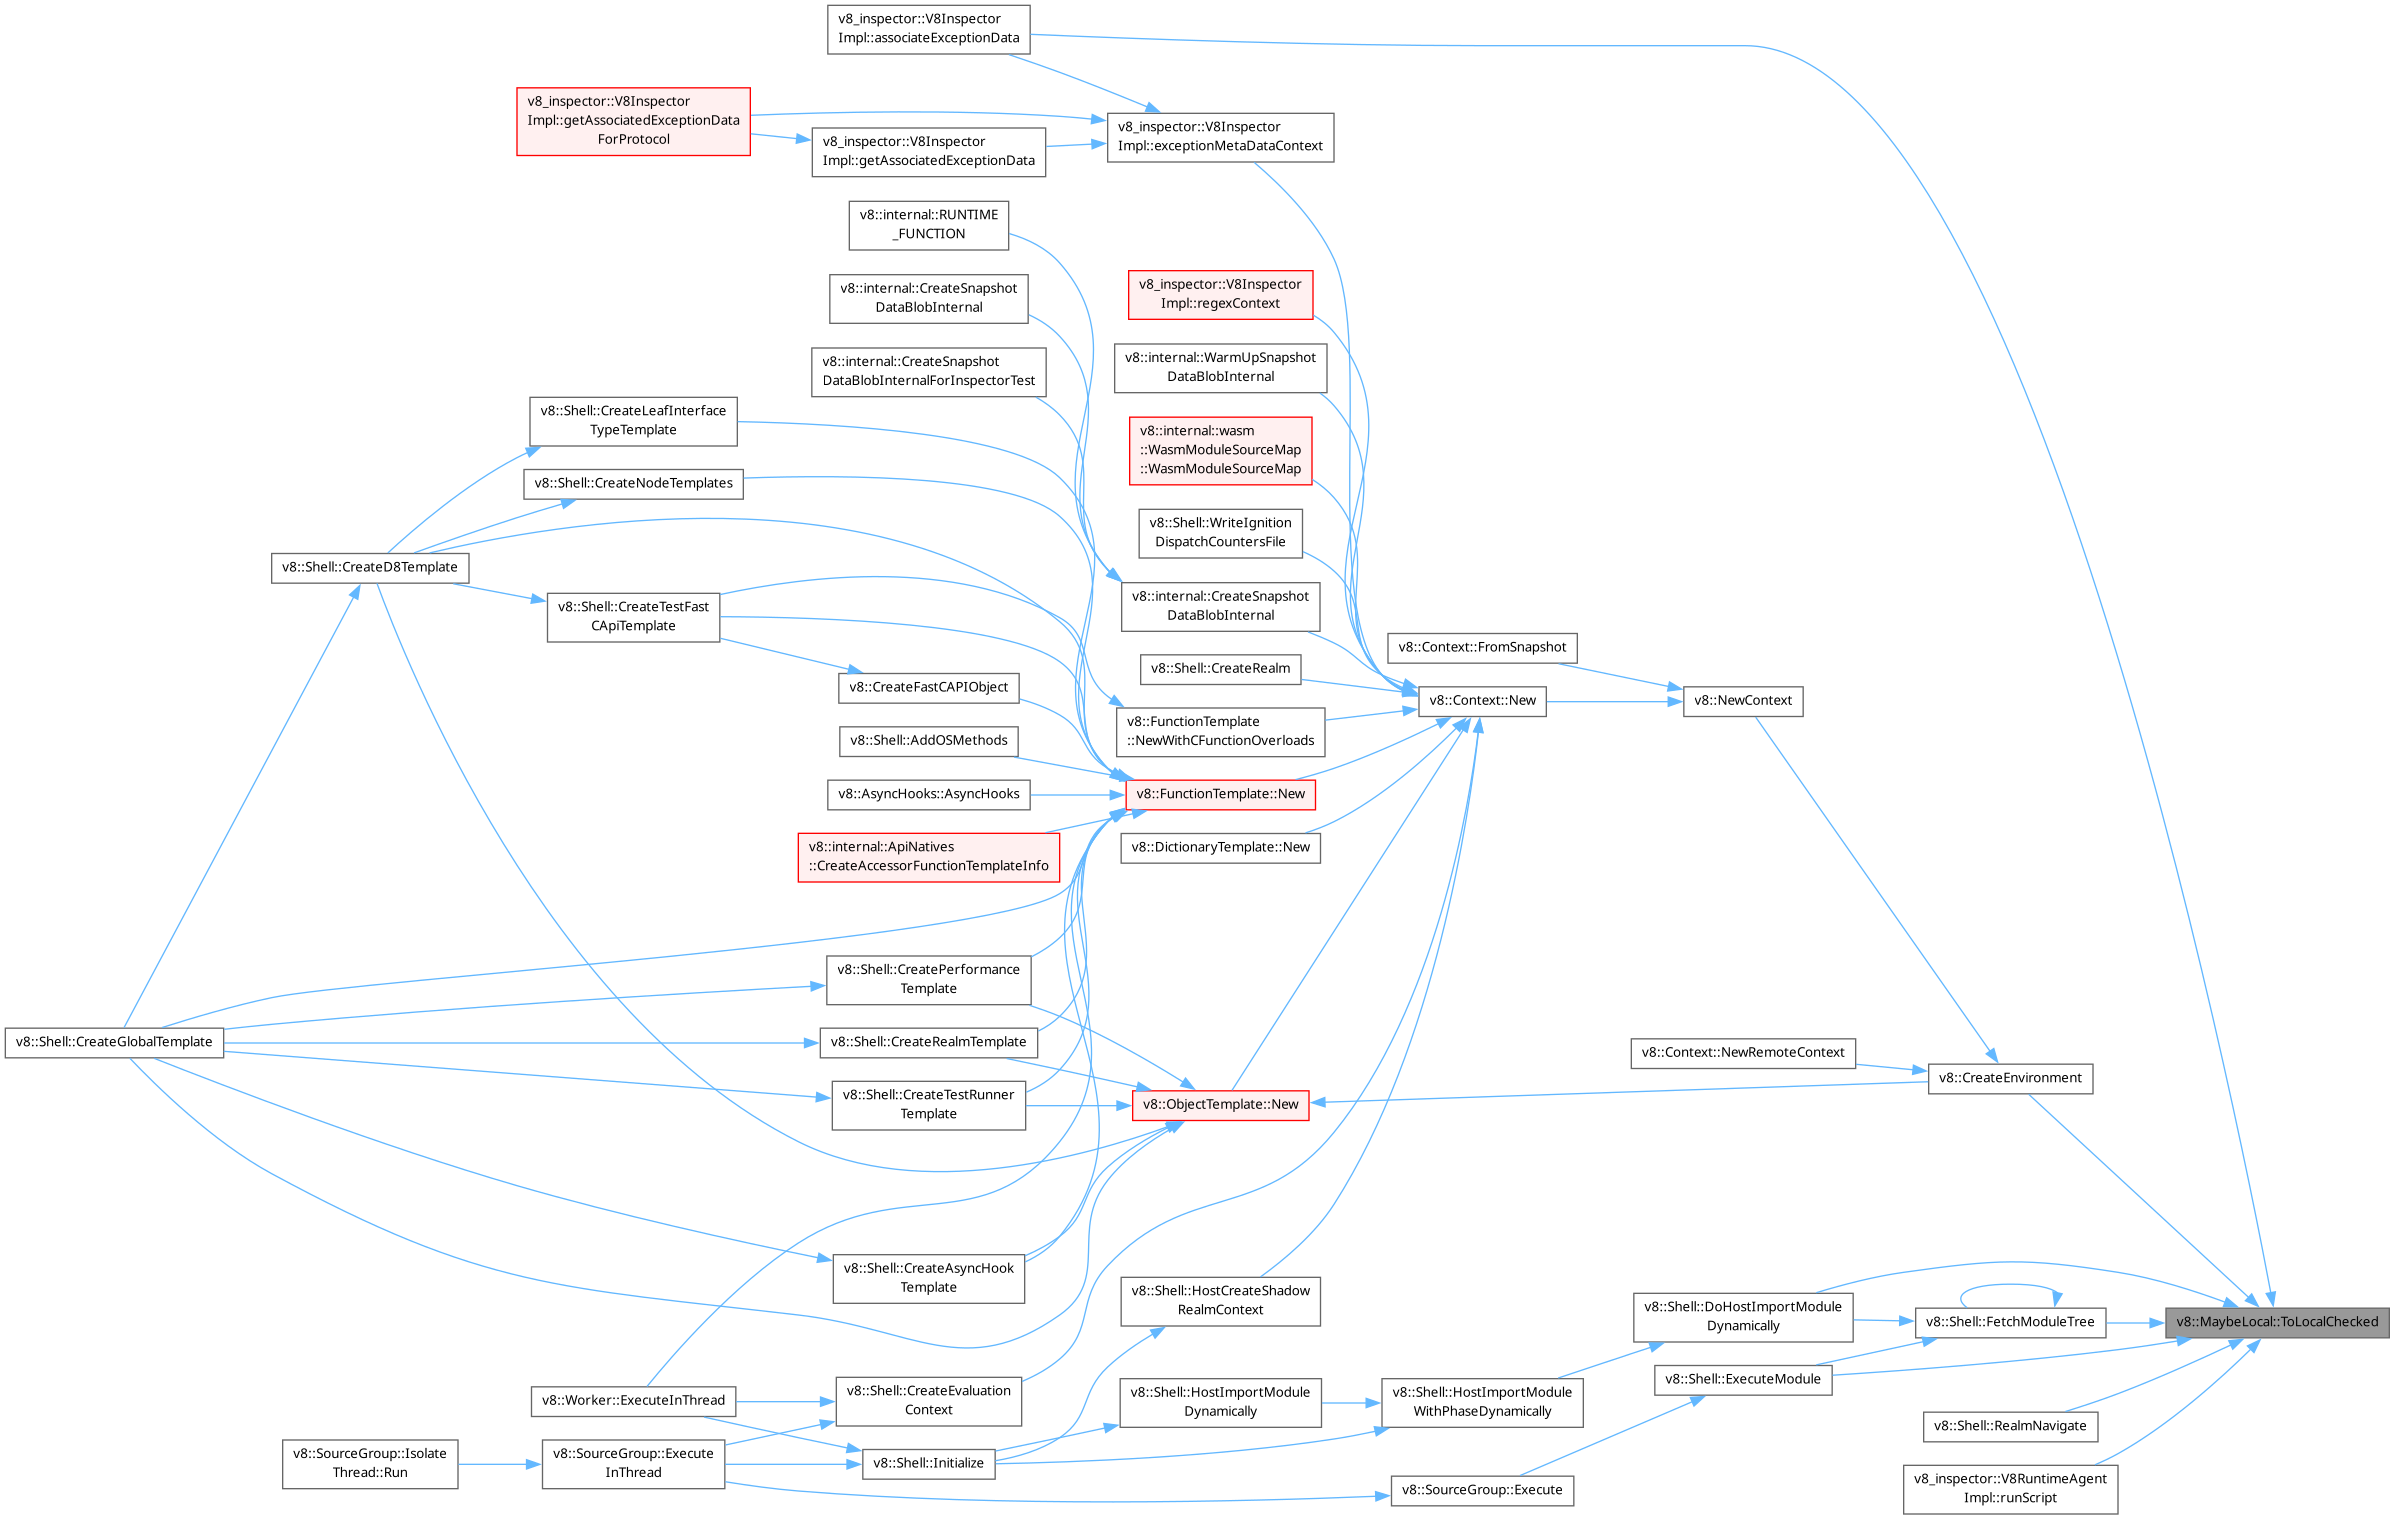 v8_inspector::V8Inspector
Impl::associateExceptionData
v8_inspector::V8Inspector
Impl::getAssociatedExceptionData
ForProtocol
v8_inspector::V8Inspector
Impl::getAssociatedExceptionData
v8_inspector::V8Inspector
Impl::exceptionMetaDataContext
v8::internal::RUNTIME
_FUNCTION
v8_inspector::V8Inspector
Impl::regexContext
v8::internal::CreateSnapshot
DataBlobInternal
v8::internal::WarmUpSnapshot
DataBlobInternal
v8::internal::CreateSnapshot
DataBlobInternalForInspectorTest
v8::Shell::CreateLeafInterface
TypeTemplate
v8::internal::wasm
::WasmModuleSourceMap
::WasmModuleSourceMap
v8::Shell::CreateNodeTemplates
v8::Shell::WriteIgnition
DispatchCountersFile
v8::Shell::CreateD8Template
v8::Shell::CreateTestFast
CApiTemplate
v8::internal::CreateSnapshot
DataBlobInternal
v8::Context::FromSnapshot
v8::Shell::CreateRealm
v8::CreateFastCAPIObject
v8::Context::New
v8::NewContext
v8::FunctionTemplate
::NewWithCFunctionOverloads
v8::Shell::AddOSMethods
v8::AsyncHooks::AsyncHooks
v8::FunctionTemplate::New
v8::internal::ApiNatives
::CreateAccessorFunctionTemplateInfo
v8::DictionaryTemplate::New
v8::Shell::CreatePerformance
Template
v8::Shell::CreateGlobalTemplate
v8::Shell::CreateRealmTemplate
v8::Context::NewRemoteContext
v8::CreateEnvironment
v8::Shell::CreateTestRunner
Template
v8::ObjectTemplate::New
v8::Shell::CreateAsyncHook
Template
v8::Shell::HostCreateShadow
RealmContext
v8::Shell::DoHostImportModule
Dynamically
v8::Shell::FetchModuleTree
v8::MaybeLocal::ToLocalChecked
v8::Shell::ExecuteModule
v8::Worker::ExecuteInThread
v8::Shell::CreateEvaluation
Context
v8::Shell::HostImportModule
Dynamically
v8::Shell::HostImportModule
WithPhaseDynamically
v8::Shell::RealmNavigate
v8::SourceGroup::Isolate
Thread::Run
v8::SourceGroup::Execute
InThread
v8::Shell::Initialize
v8::SourceGroup::Execute
v8_inspector::V8RuntimeAgent
Impl::runScript